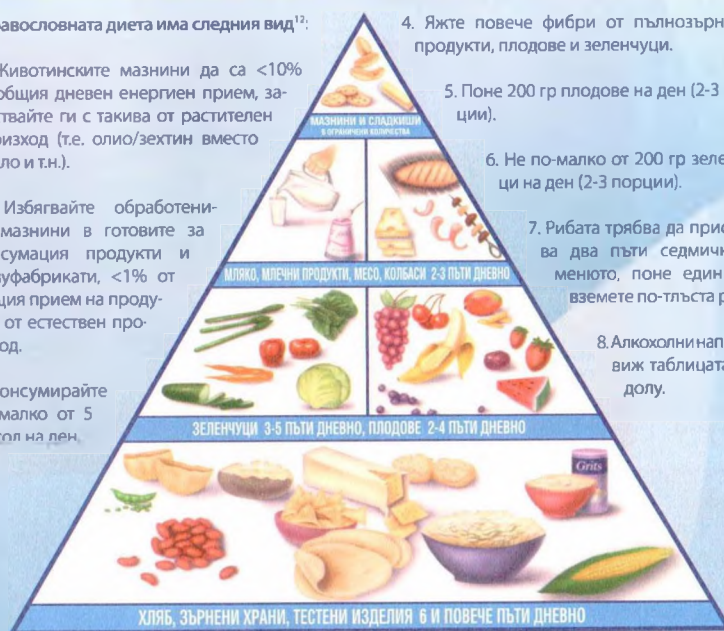 авословната диета има следния вид¹²:
Животинските мазнини да са <10%
общия дневен енергиен прием, за-
твайте ги с такива от растителен
оизход (т.е. олио/зехтин вместо
ло и т.н.).
Избягвайте обработени-
мазнини в готовите за
сумация продукти и
уфабрикати, <1% от
ция прием на проду-
от естествен про-
од.
онсумирайте
малко от 5
сол на ден.
4. Яжте повече фибри от пълнозърн
продукти, плодове и зеленчуци.
5. Поне 200 гр плодове на ден (2-3
ции).
6. Не по-малко от 200 гр зеле
ци на ден (2-3 порции).
7. Рибата трябва да прис
ва два пъти седмичн
менюто, поне един
вземете по-тлъста р
8. Алкохолни нап
виж таблицата
долу.
МАЗНИНИ И СЛАДКИШИ
В ОГРАНИЧЕНИ КОЛИЧЕСТВА
МЛЯКО, МЛЕЧНИ ПРОДУКТИ, МЕСО, КОЛБАСИ 2-3 ПЪТИ ДНЕВНО
ЗЕЛЕНЧУЦИ 3-5 ПЪТИ ДНЕВНО, ПЛОДОВЕ 2-4 ПЪТИ ДНЕВНО
Grits
ХЛЯБ, ЗЪРНЕНИ ХРАНИ, ТЕСТЕНИ ИЗДЕЛИЯ 6 И ПОВЕЧЕ ПЪТИ ДНЕВНО